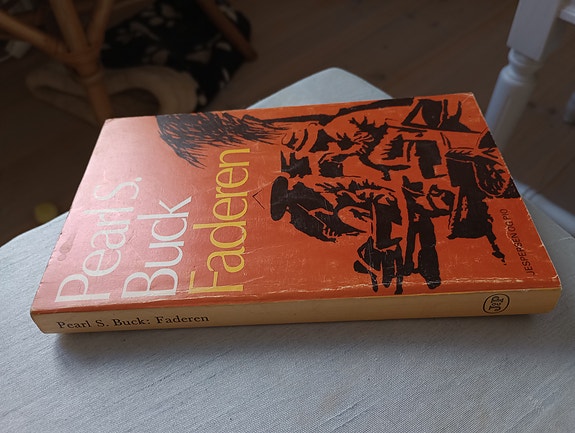 Pearl S.
Buck
Faderen
JESPERSEN OG PIO
Pearl S. Buck: Faderen
JP